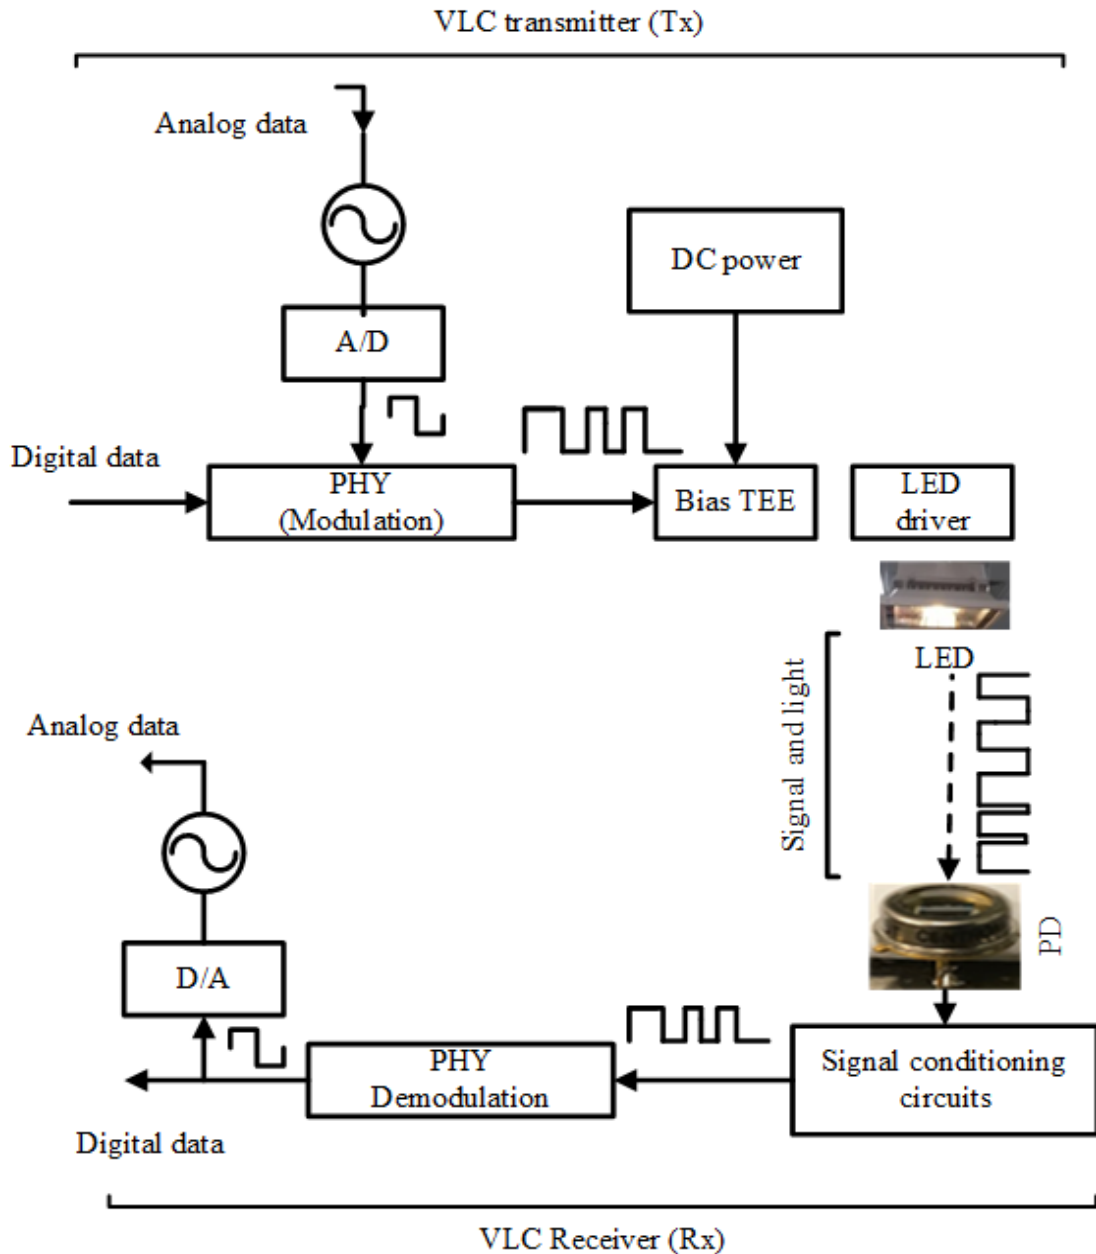 VLC transmitter (Tx)
Analog data
DC power
A/D
Digital data
PHY
(Modulation)
Bias TEE
LED
driver
LED
Signal and light
Analog data
PD
D/A
PHY
Demodulation
Signal conditioning
circuits
Digital data
VLC Receiver (Rx)